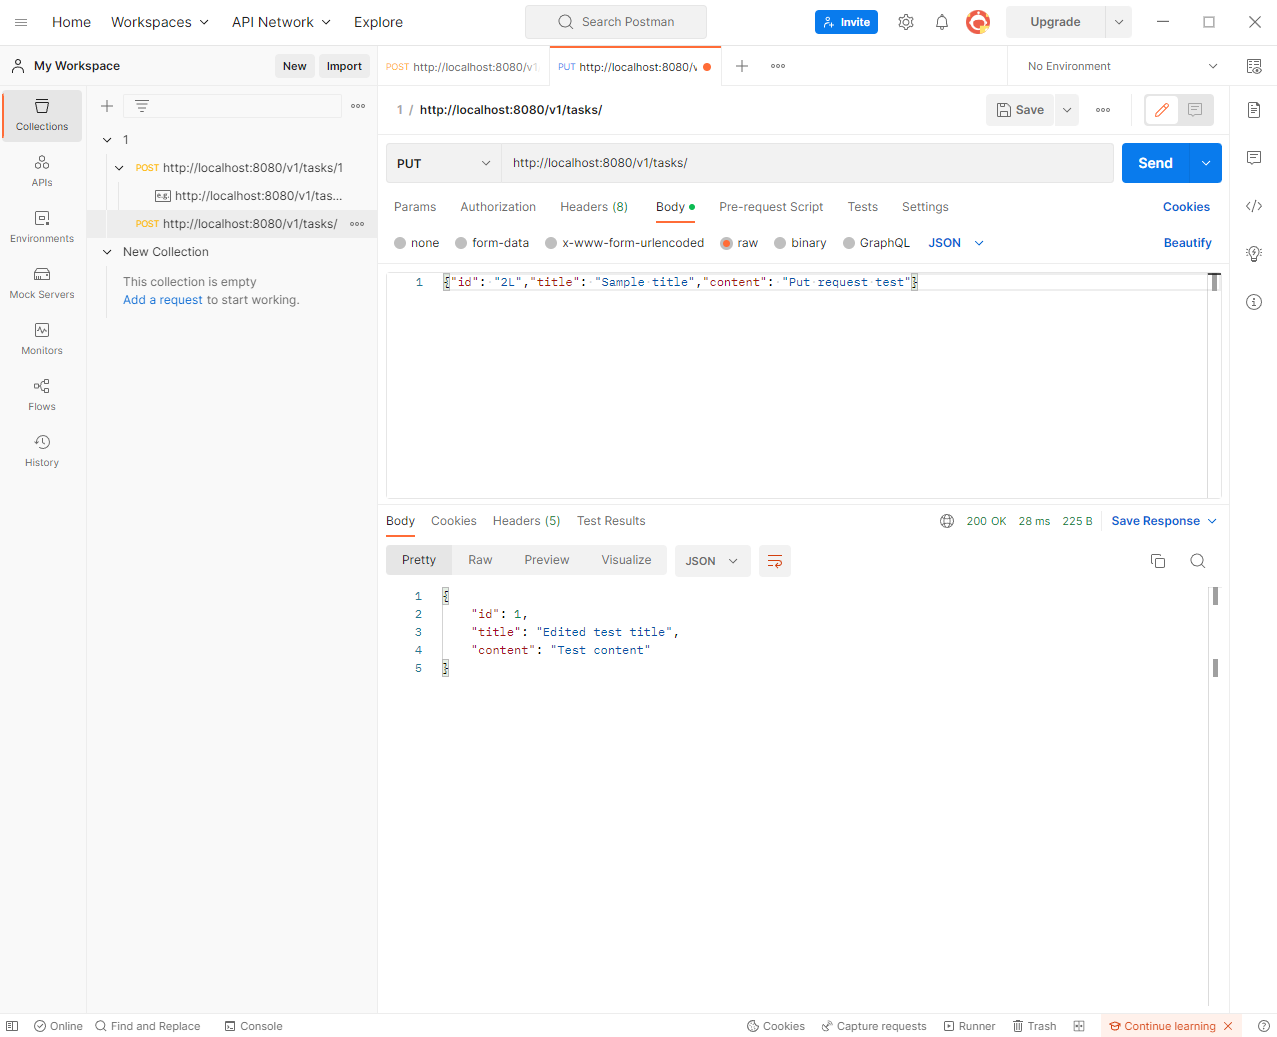 Home Workspaces API Network Explore Search Postman Invite Upgrade
My Workspace New Import POST http://localhost:8080/v1 PUT http://localhost:8080/v No Environment
Collections
APIs
Environments
Mock Servers
Monitors
Flows
History
1
POST http://localhost:8080/v1/tasks/1
e.g. http://localhost:8080/v1/tas...
POST http://localhost:8080/v1/tasks/
New Collection
This collection is empty
Add a request to start working.
1 / http://localhost:8080/v1/tasks/ Save
PUT http://localhost:8080/v1/tasks/ Send
Params Authorization Headers (8) Body Pre-request Script Tests Settings Cookies
none form-data x-www-form-urlencoded raw binary GraphQL JSON Beautify
1 {"id": "2L","title": "Sample title","content": "Put request test"}
Body Cookies Headers (5) Test Results 200 OK 28 ms 225 B Save Response
Pretty Raw Preview Visualize JSON
1 {
2 "id": 1,
3 "title": "Edited test title",
4 "content": "Test content"
5 }
Online Find and Replace Console Cookies Capture requests Runner Trash Continue learning